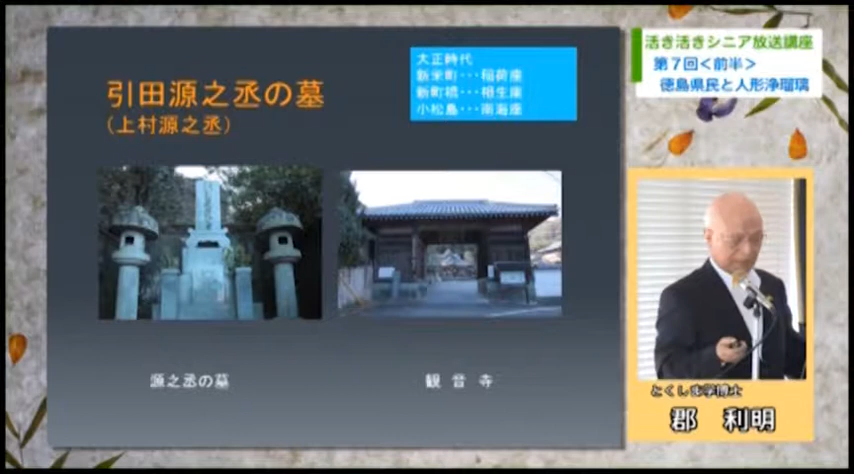 引田源之丞の墓
(上村源之丞)
大正時代
新栄町・・・稲荷座
新町橋・・・相生座
小松島・・・南海座
源之丞の墓
観音寺
活き活きシニア放送講座
第7回<前半>
徳島県民と人形浄瑠璃
とくしま学博士
郡 利明